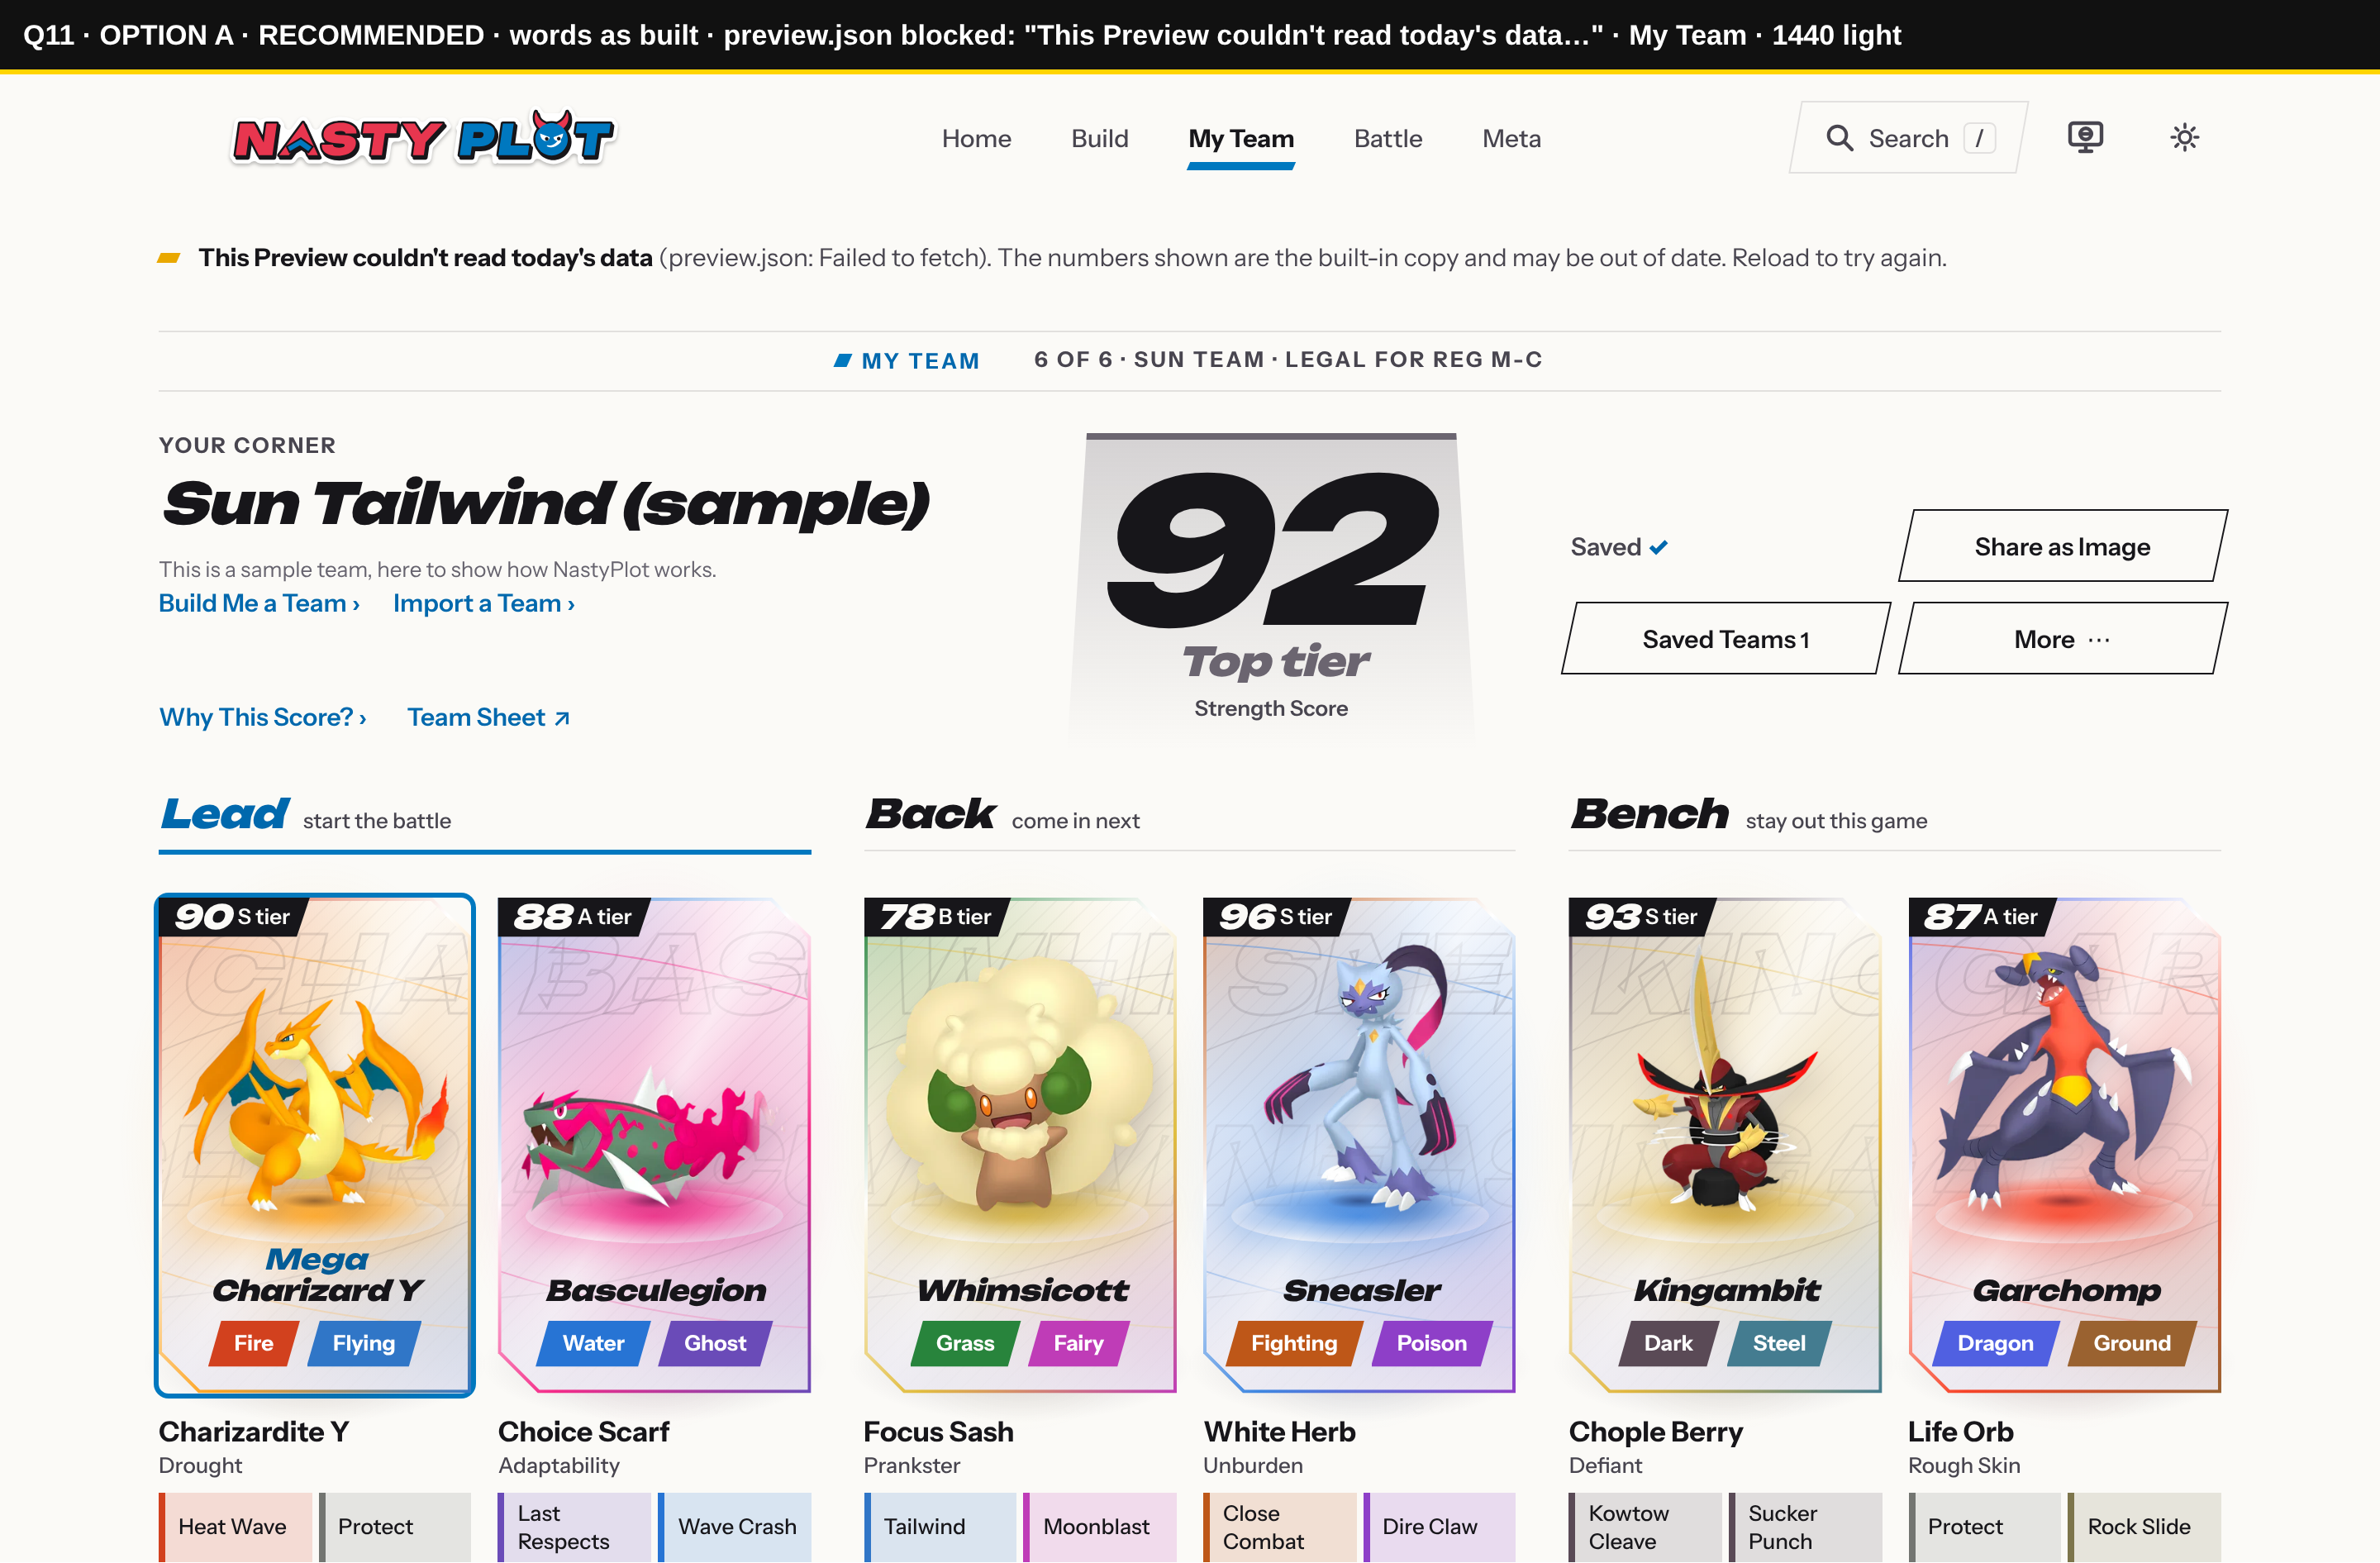 Q11 · OPTION A · RECOMMENDED · words as built · preview.json blocked: "This Preview couldn't read today's data…" · My Team · 1440 light
NASTY PLOT
Home Build My Team Battle Meta
Search /
This Preview couldn't read today's data (preview.json: Failed to fetch). The numbers shown are the built-in copy and may be out of date. Reload to try again.
MY TEAM 6 OF 6 · SUN TEAM · LEGAL FOR REG M-C
YOUR CORNER
Sun Tailwind (sample)
This is a sample team, here to show how NastyPlot works.
Build Me a Team › Import a Team ›
Why This Score? › Team Sheet ↗
92
Top tier
Strength Score
Saved ✓ Share as Image
Saved Teams 1 More ···
Lead start the battle
Back come in next
Bench stay out this game
90 S tier
CHA
Mega
Charizard Y
Fire Flying
88 A tier
BAS
Basculegion
Water Ghost
78 B tier
WHI
Whimsicott
Grass Fairy
96 S tier
SNE
Sneasler
Fighting Poison
93 S tier
KING
Kingambit
Dark Steel
87 A tier
GAR
Garchomp
Dragon Ground
Charizardite Y
Drought
Heat Wave Protect
Choice Scarf
Adaptability
Last
Respects
Wave Crash
Focus Sash
Prankster
Tailwind Moonblast
White Herb
Unburden
Close
Combat
Dire Claw
Chople Berry
Defiant
Kowtow
Cleave
Sucker
Punch
Life Orb
Rough Skin
Protect Rock Slide